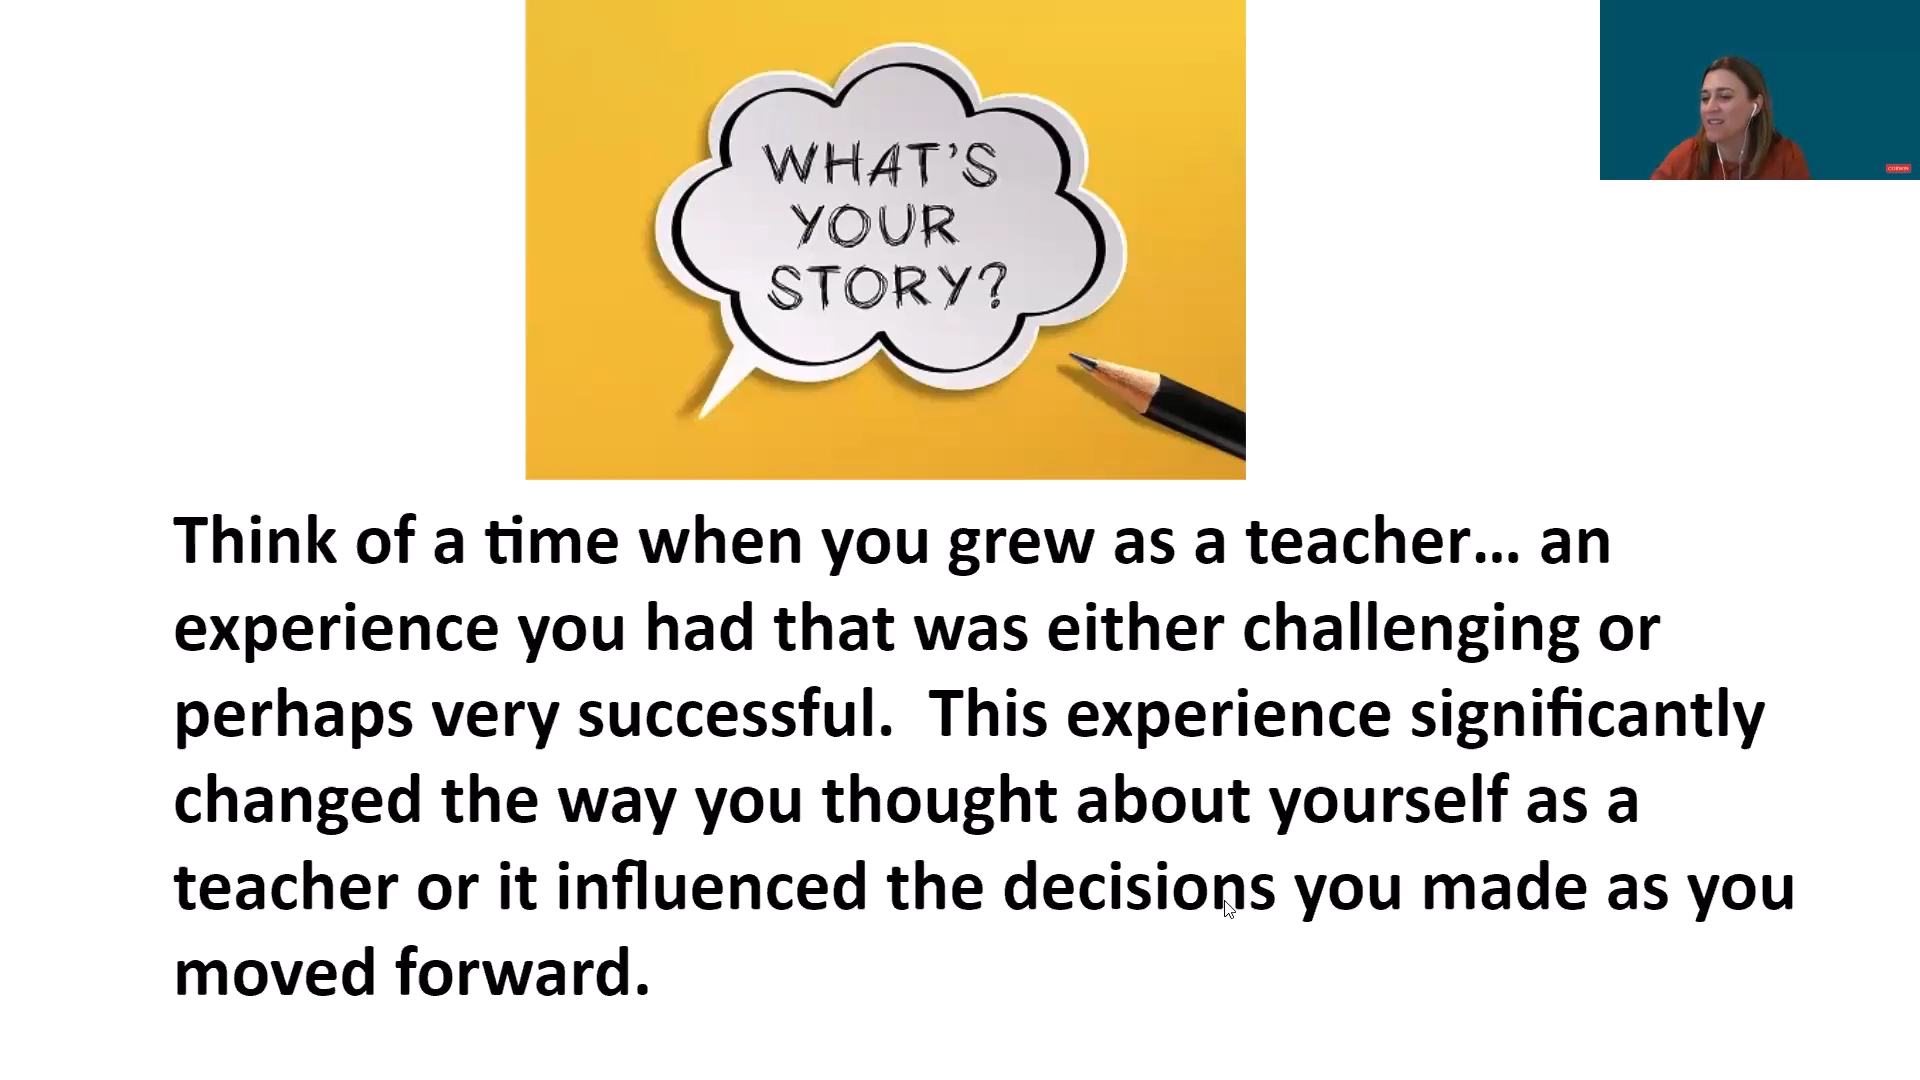 WHAT'S
YOUR
STORY?
CORWIN
Think of a time when you grew as a teacher... an
experience you had that was either challenging or
perhaps very successful.  This experience significantly
changed the way you thought about yourself as a
teacher or it influenced the decisions you made as you
moved forward.